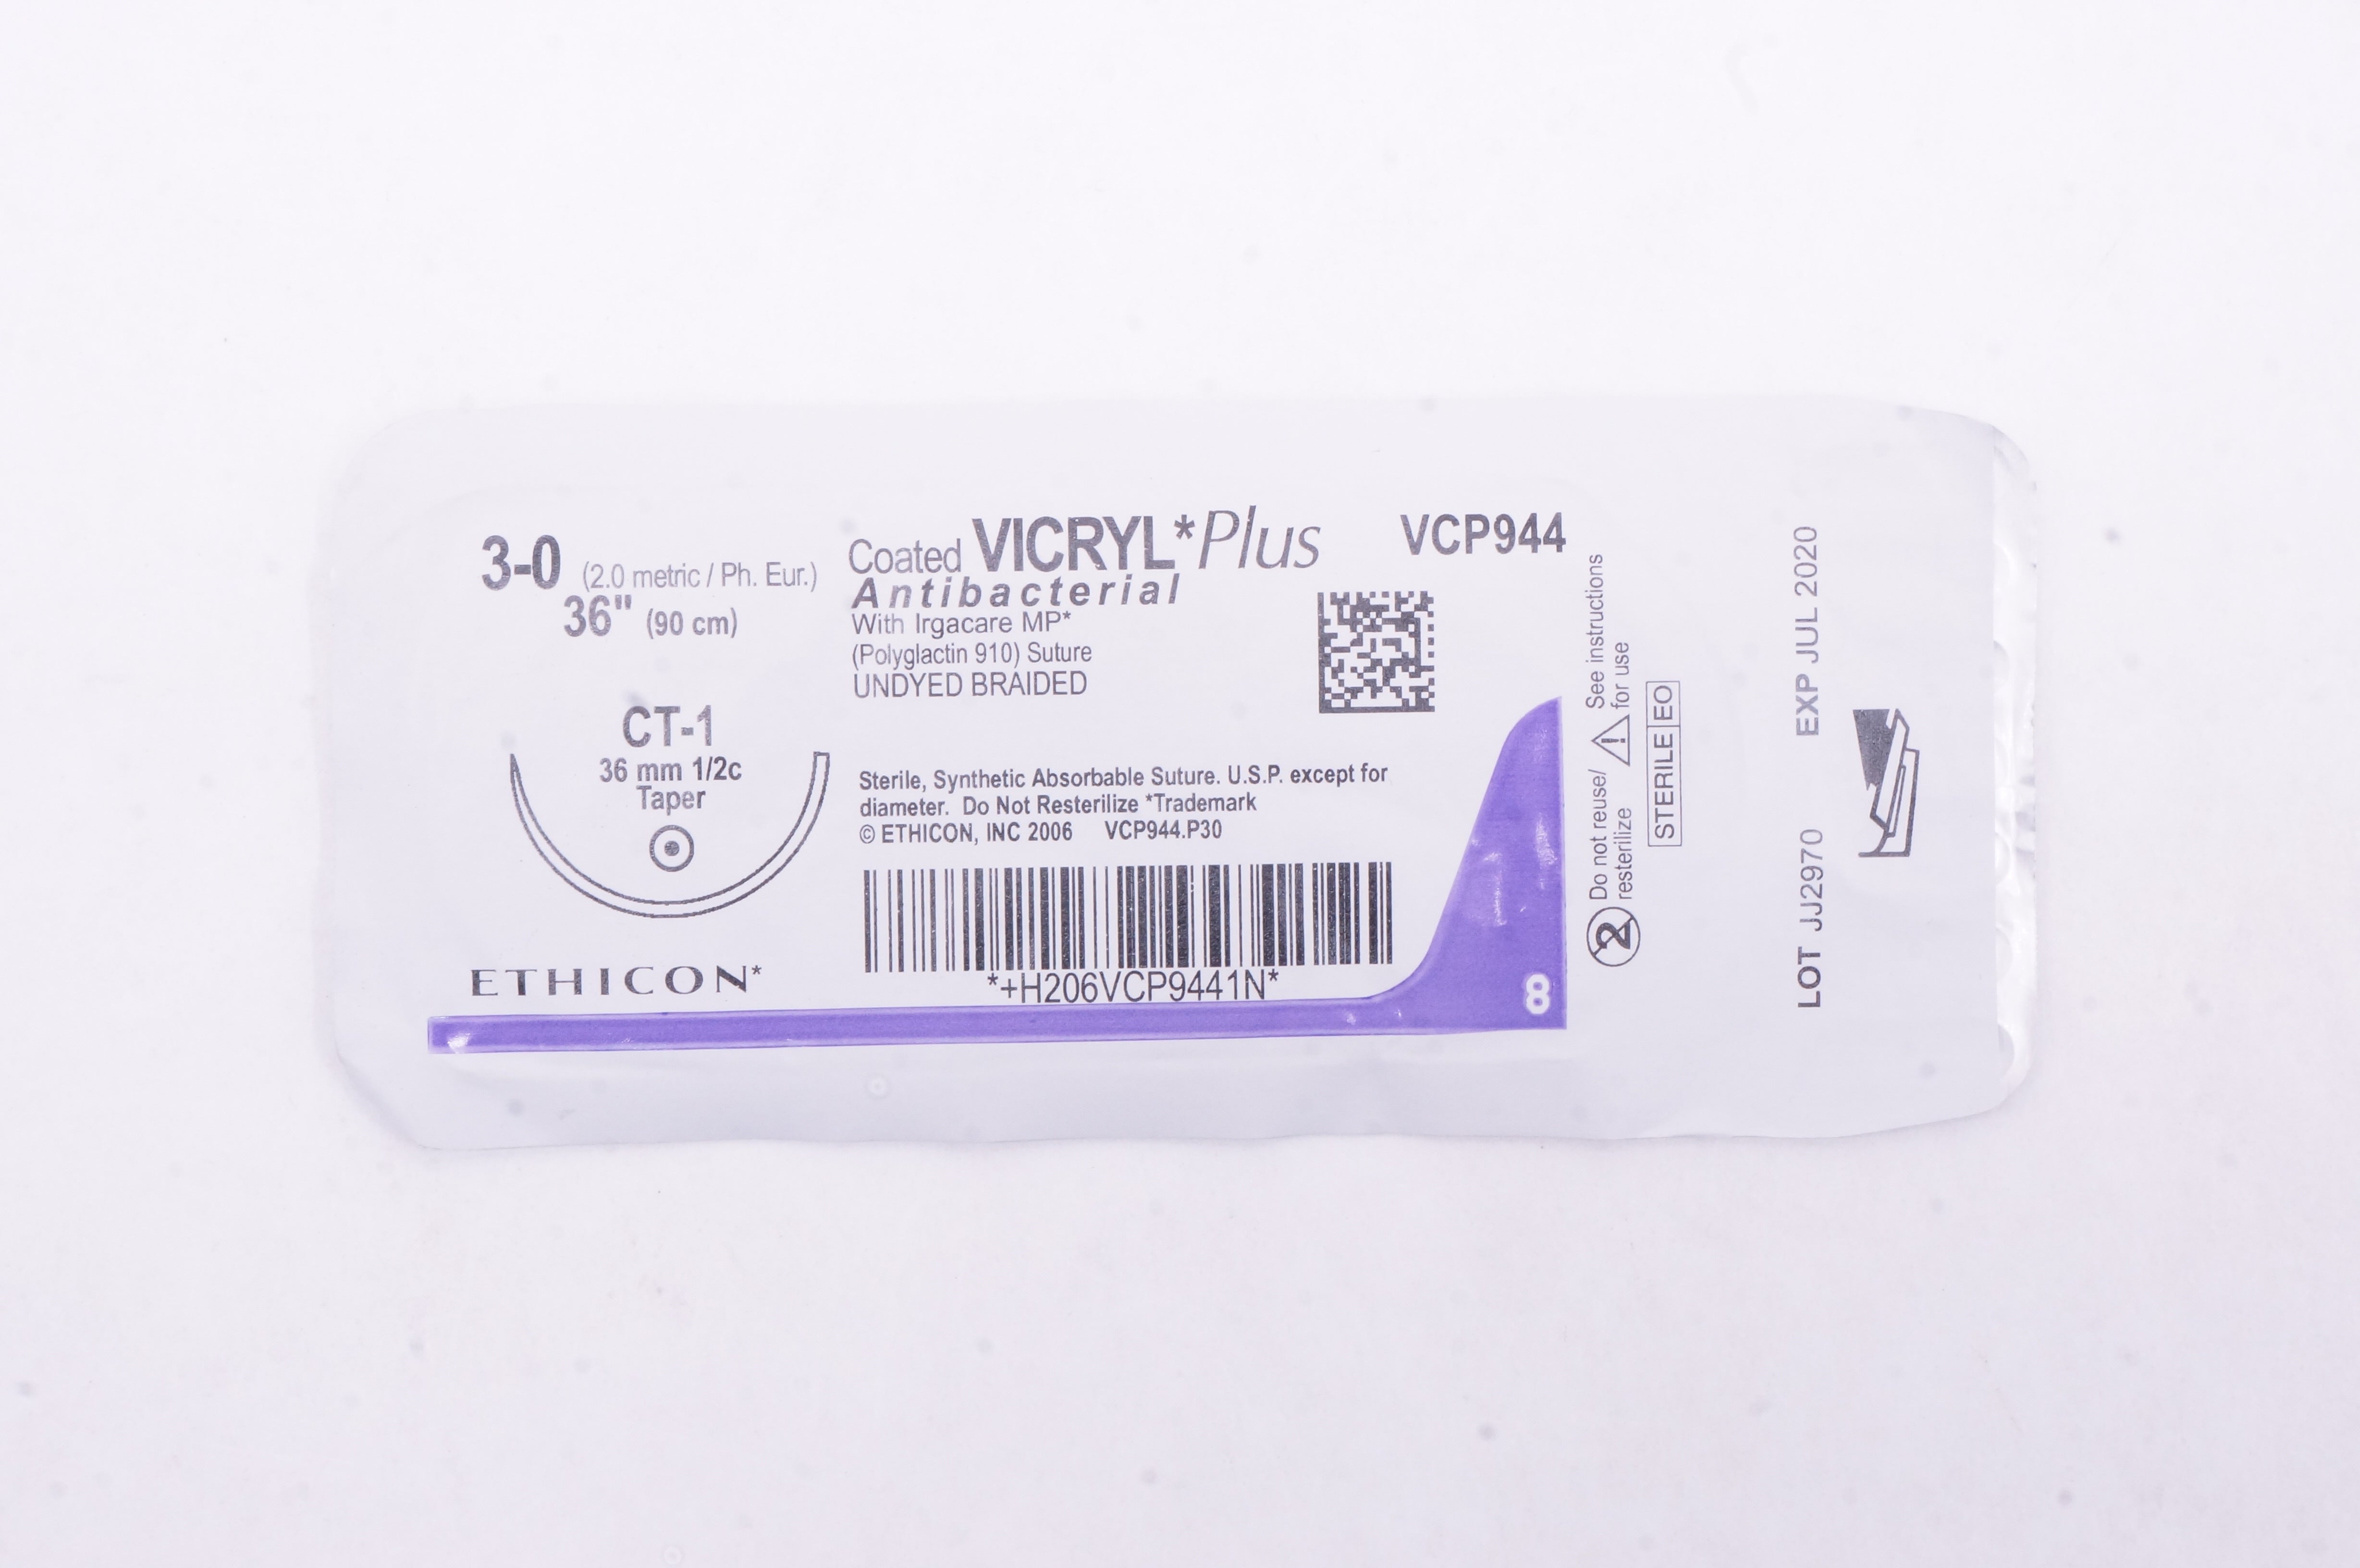 3-0 (2.0 metric / Ph. Eur.)
36" (90 cm)
CT-1
36 mm 1/2c
Taper
ETHICON*
Coated VICRYL*Plus
Antibacterial
With Irgacare MP*
(Polyglactin 910) Suture
UNDYED BRAIDED
VCP944
Sterile, Synthetic Absorbable Suture. U.S.P. except for
diameter. Do Not Resterilize *Trademark
© ETHICON, INC 2006 VCP944.P30
*+H206VCP9441N*
8
2 Do not reuse/
resterilize
! See instructions
for use
STERILE EO
LOT JJ2970 EXP JUL 2020